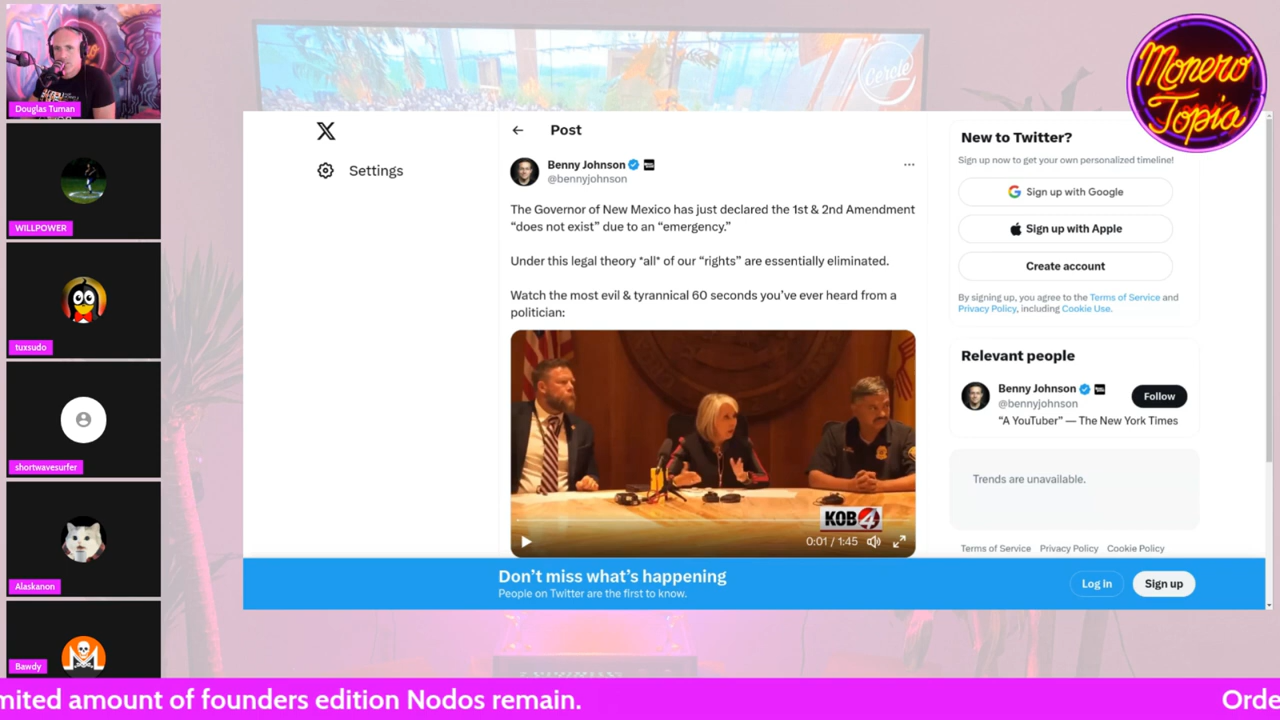 Douglas Tuman
WILLPOWER
tuxsudo
shortwavesurfer
Alaskanon
Bawdy
Cercle
Monero
Topia
X
Settings
Post
Benny Johnson
@bennyjohnson
The Governor of New Mexico has just declared the 1st & 2nd Amendment
“does not exist” due to an “emergency.”
Under this legal theory *all* of our “rights” are essentially eliminated.
Watch the most evil & tyrannical 60 seconds you’ve ever heard from a
politician:
KOB 4
0:01 / 1:45
New to Twitter?
Sign up now to get your own personalized timeline!
Sign up with Google
Sign up with Apple
Create account
By signing up, you agree to the Terms of Service and
Privacy Policy, including Cookie Use.
Relevant people
Benny Johnson
@bennyjohnson
Follow
“A YouTuber” — The New York Times
Trends are unavailable.
Terms of Service Privacy Policy Cookie Policy
Don’t miss what’s happening
People on Twitter are the first to know.
Log in
Sign up
mited amount of founders edition Nodos remain.
Orde